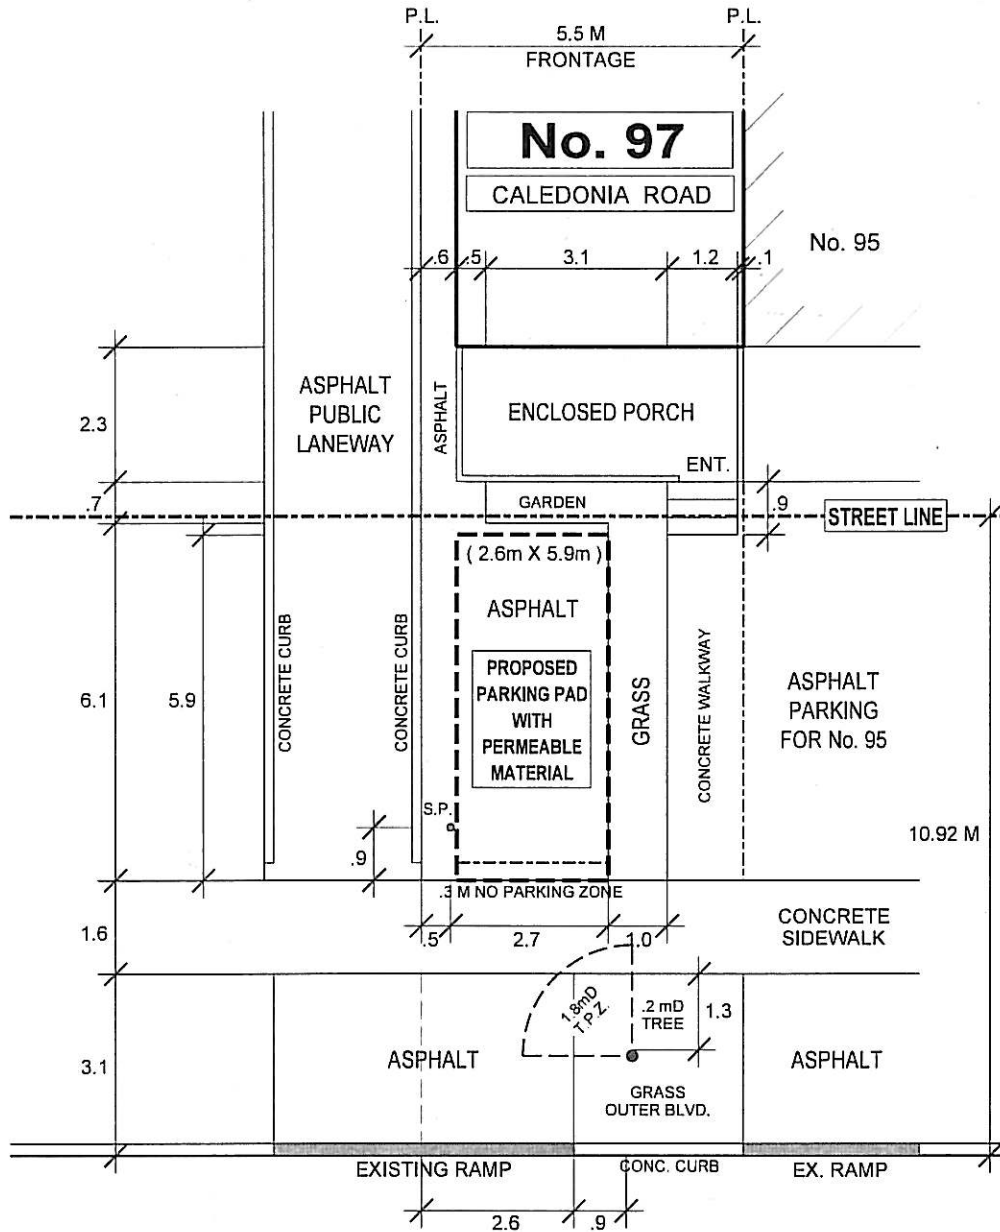 P.L.
P.L.
5.5 M
FRONTAGE
No. 97
CALEDONIA ROAD
No. 95
.6
.5
3.1
1.2
.1
ASPHALT
PUBLIC
LANEWAY
ASPHALT
ENCLOSED PORCH
2.3
ENT.
.7
GARDEN
.9
STREET LINE
( 2.6m X 5.9m )
ASPHALT
CONCRETE CURB
CONCRETE CURB
PROPOSED
PARKING PAD
WITH
PERMEABLE
MATERIAL
GRASS
CONCRETE WALKWAY
ASPHALT
PARKING
FOR No. 95
6.1
5.9
S.P.
.9
10.92 M
.3 M NO PARKING ZONE
1.6
.5
2.7
1.0
CONCRETE
SIDEWALK
1.8mD
T.P.Z.
.2 mD
TREE
1.3
3.1
ASPHALT
ASPHALT
GRASS
OUTER BLVD.
EXISTING RAMP
CONC. CURB
EX. RAMP
2.6
.9